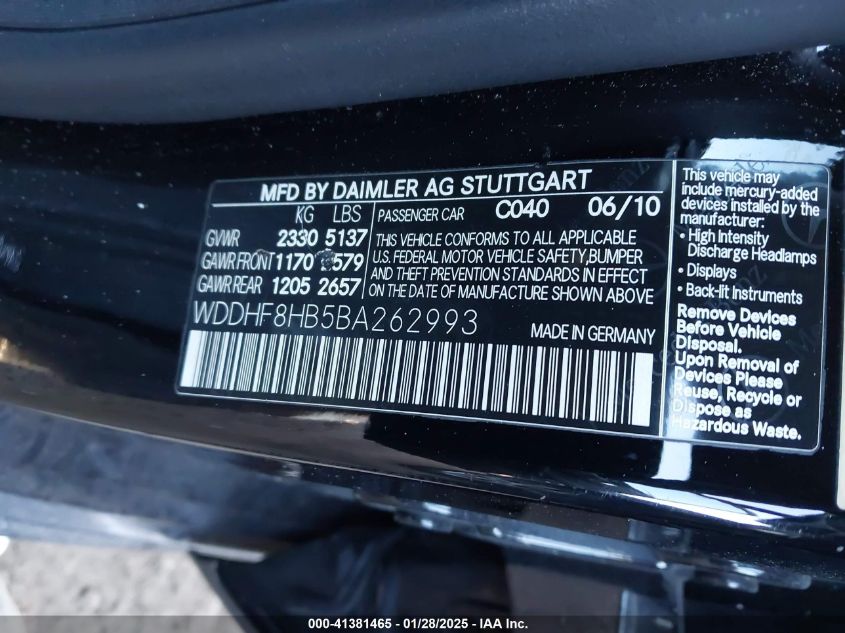 MFD BY DAIMLER AG STUTTGART
KG LBS
GVWR 2330 5137
GAWR FRONT 1170 579
GAWR REAR 1205 2657
PASSENGER CAR C040 06/10
THIS VEHICLE CONFORMS TO ALL APPLICABLE
U.S. FEDERAL MOTOR VEHICLE SAFETY,BUMPER
AND THEFT PREVENTION STANDARDS IN EFFECT
ON THE DATE OF MANUFACTURE SHOWN ABOVE
WDDHF8HB5BA262993
MADE IN GERMANY
This vehicle may
include mercury-added
devices installed by the
manufacturer:
• High Intensity
Discharge Headlamps
• Displays
• Back-lit Instruments
Remove Devices
Before Vehicle
Disposal.
Upon Removal of
Devices Please
Reuse, Recycle or
Dispose as
Hazardous Waste.
000-41381465 - 01/28/2025 - IAA Inc.